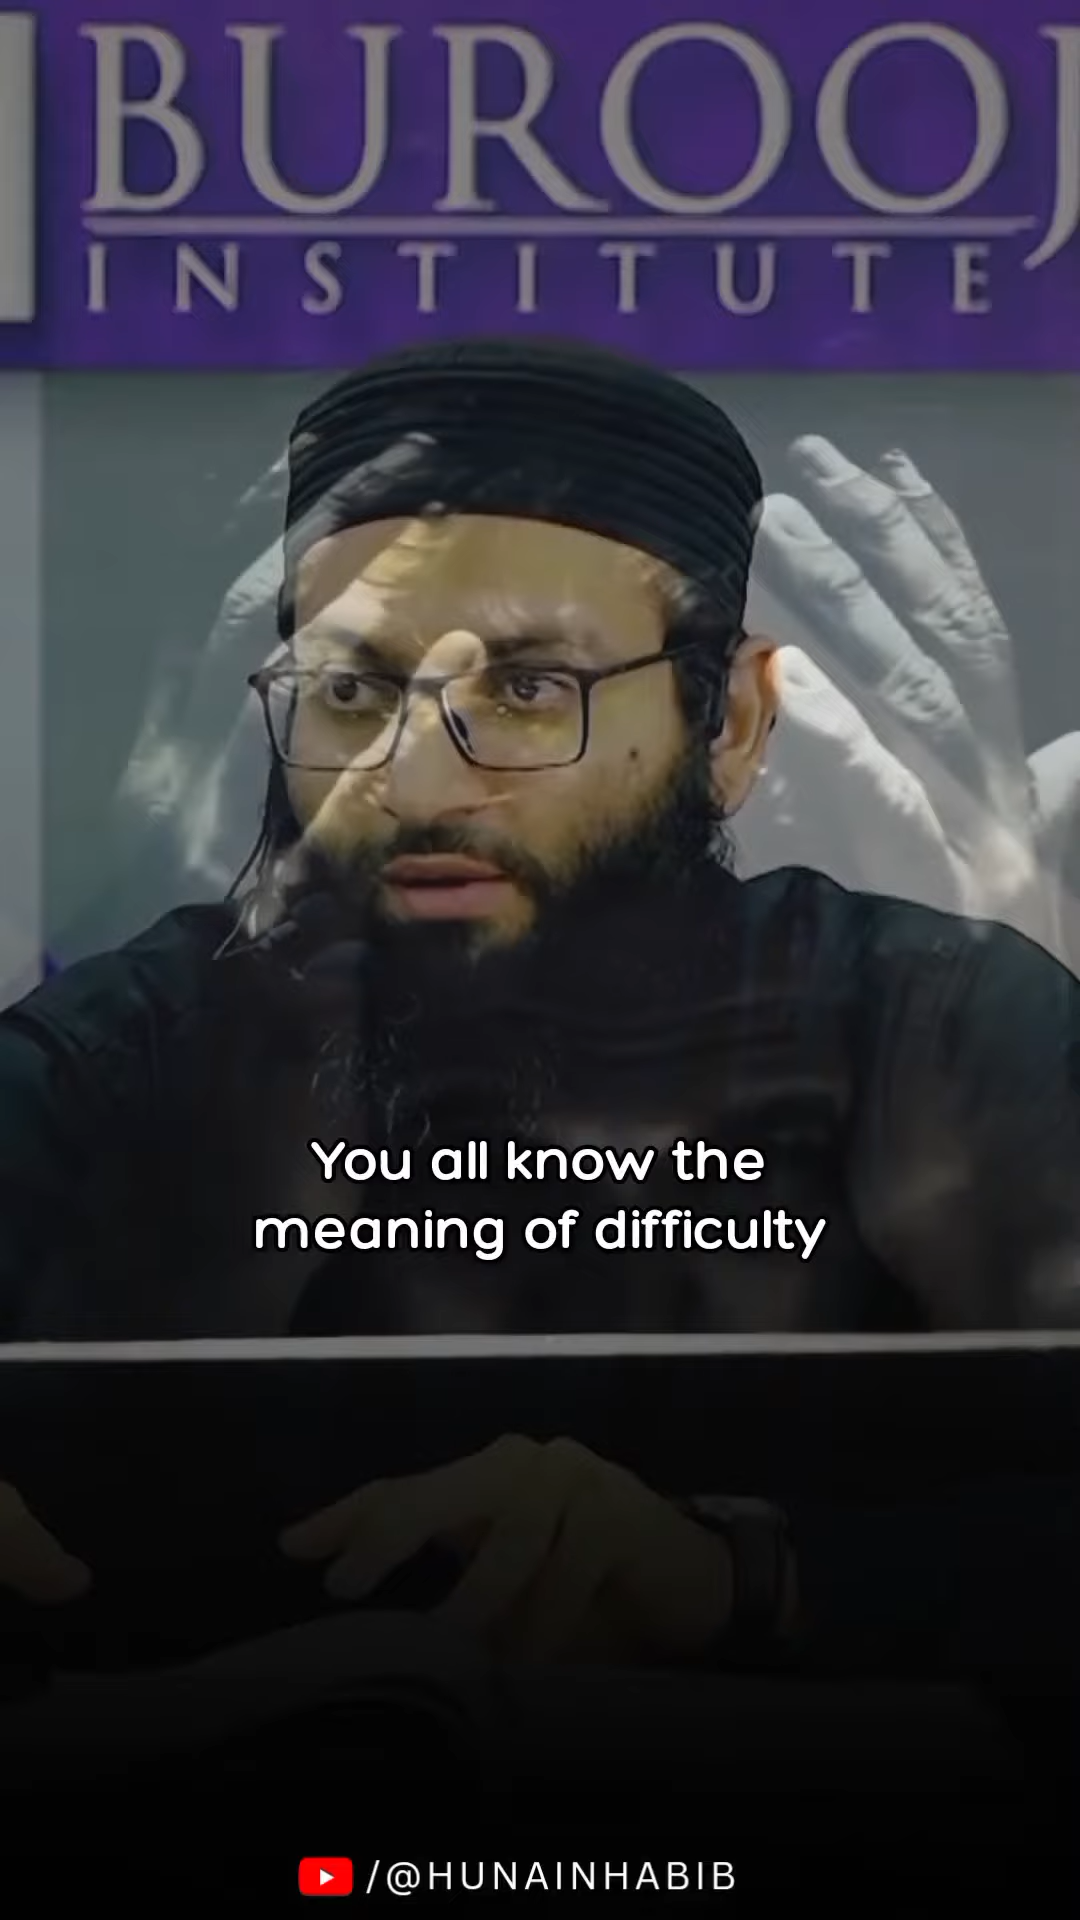 BUROOJ
INSTITUTE
You all know the
meaning of difficulty
/@HUNAINHABIB